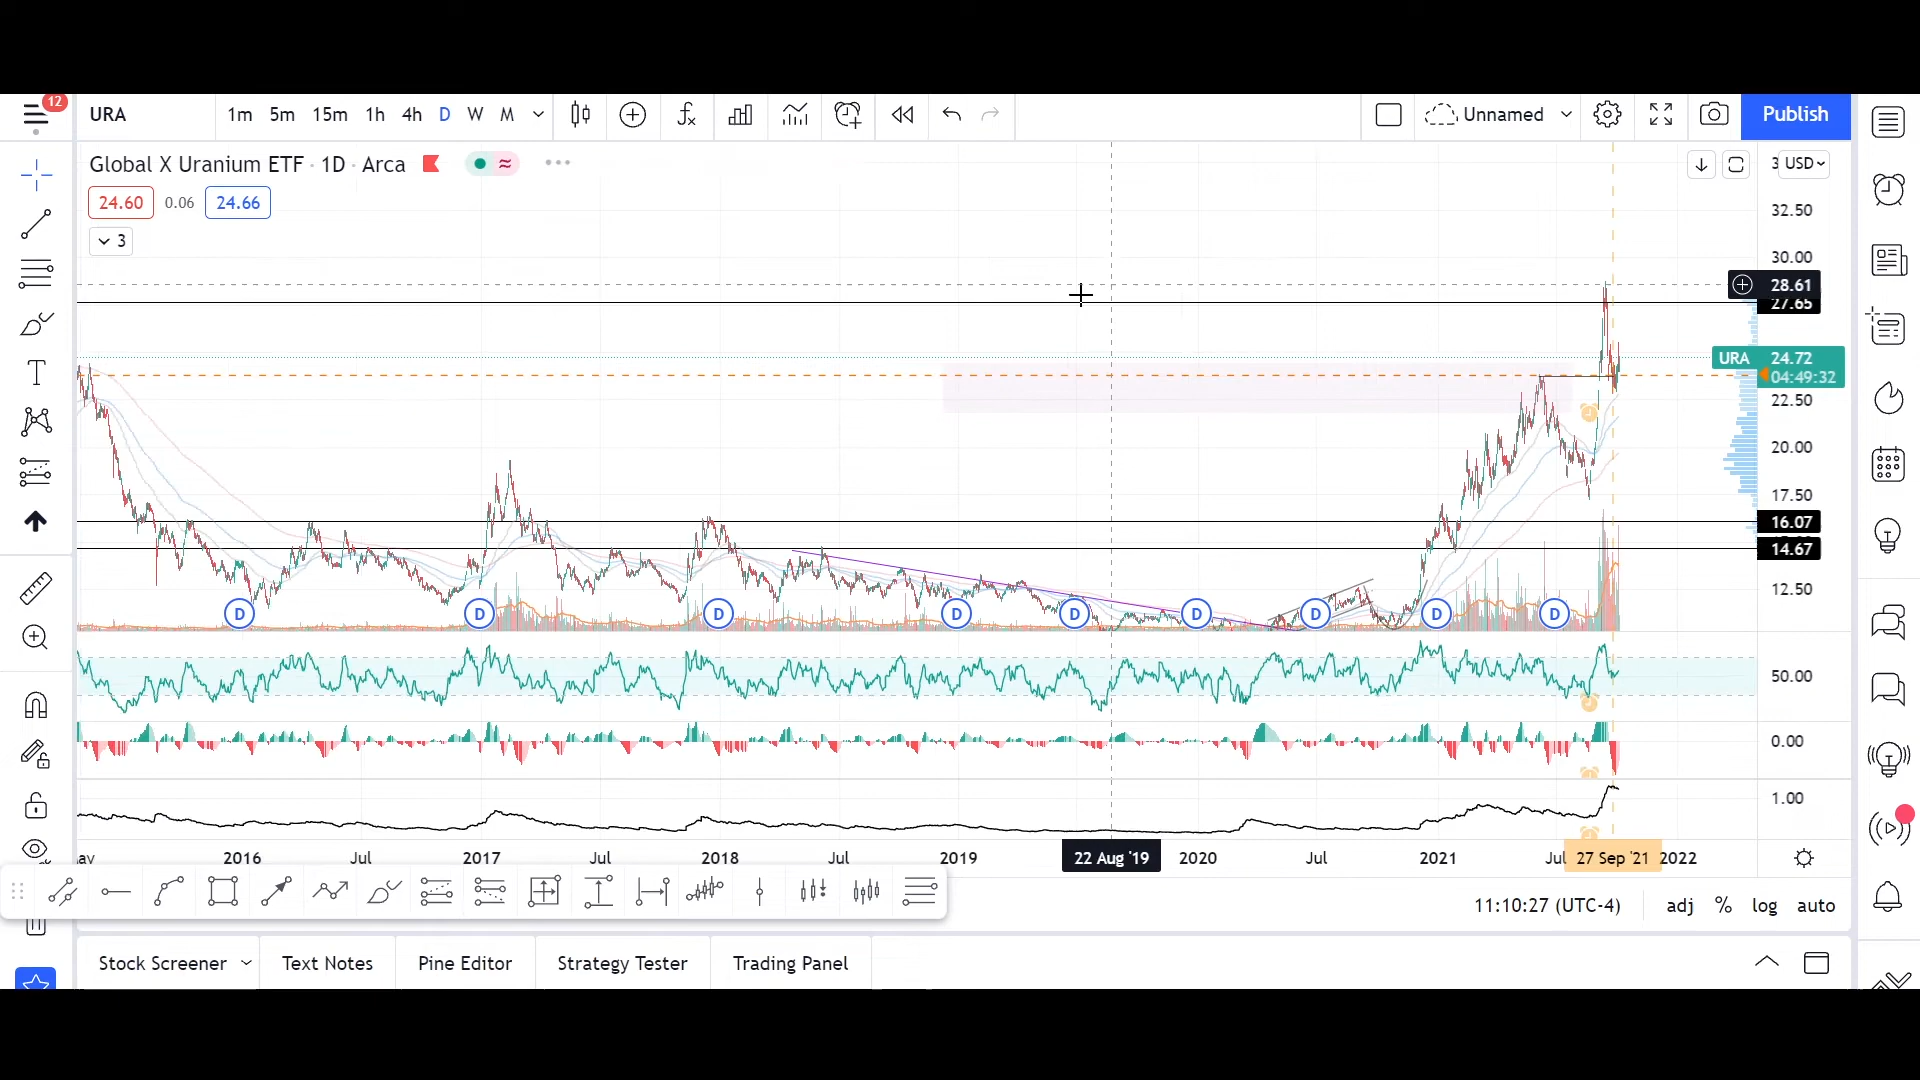 12
URA
1m 5m 15m 1h 4h D W M
Unnamed
Publish
Global X Uranium ETF · 1D · Arca
24.60 0.06 24.66
3
USD
32.50
30.00
28.61
27.65
URA 24.72
04:49:32
22.50
20.00
17.50
16.07
14.67
12.50
D D D D D D D D D D
50.00
0.00
1.00
2016 Jul 2017 Jul 2018 Jul 2019 22 Aug '19 2020 Jul 2021 27 Sep '21 2022
11:10:27 (UTC-4) adj % log auto
Stock Screener Text Notes Pine Editor Strategy Tester Trading Panel